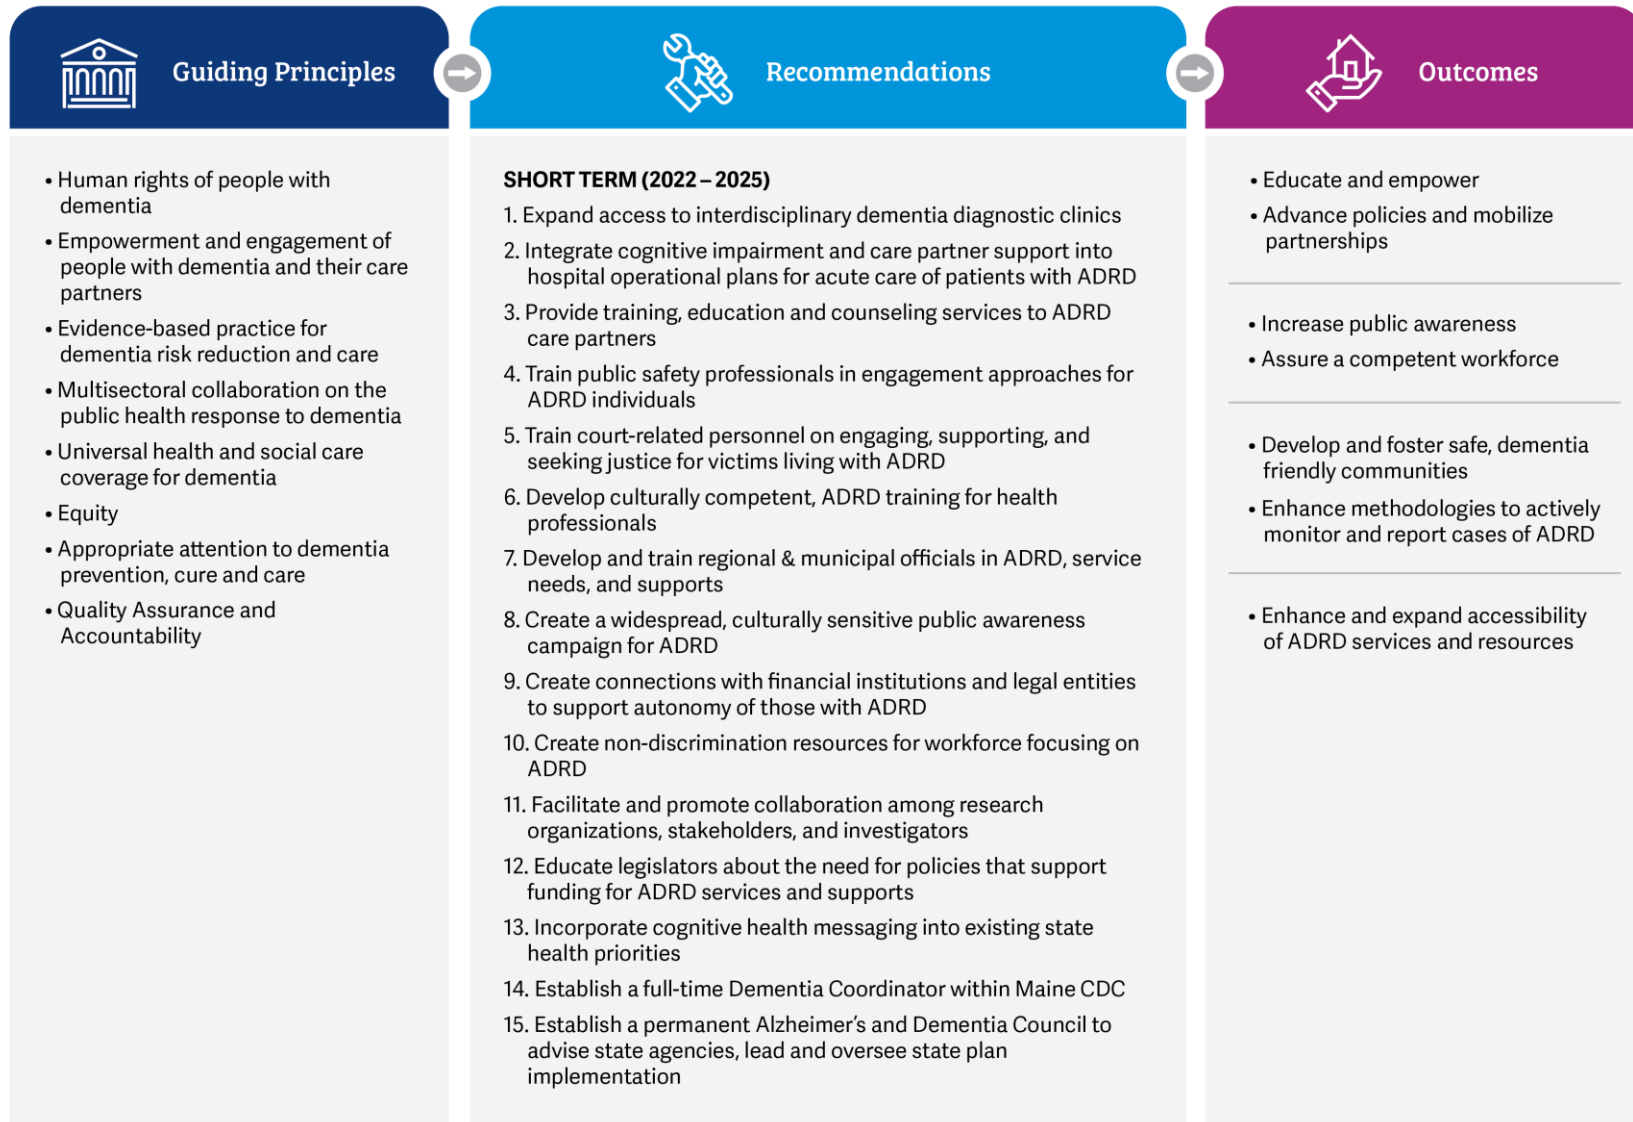 Guiding Principles
Recommendations
Outcomes
• Human rights of people with
dementia
• Empowerment and engagement of
people with dementia and their care
partners
• Evidence-based practice for
dementia risk reduction and care
• Multisectoral collaboration on the
public health response to dementia
• Universal health and social care
coverage for dementia
• Equity
• Appropriate attention to dementia
prevention, cure and care
• Quality Assurance and
Accountability
SHORT TERM (2022 – 2025)
1. Expand access to interdisciplinary dementia diagnostic clinics
2. Integrate cognitive impairment and care partner support into
hospital operational plans for acute care of patients with ADRD
3. Provide training, education and counseling services to ADRD
care partners
4. Train public safety professionals in engagement approaches for
ADRD individuals
5. Train court-related personnel on engaging, supporting, and
seeking justice for victims living with ADRD
6. Develop culturally competent, ADRD training for health
professionals
7. Develop and train regional & municipal officials in ADRD, service
needs, and supports
8. Create a widespread, culturally sensitive public awareness
campaign for ADRD
9. Create connections with financial institutions and legal entities
to support autonomy of those with ADRD
10. Create non-discrimination resources for workforce focusing on
ADRD
11. Facilitate and promote collaboration among research
organizations, stakeholders, and investigators
12. Educate legislators about the need for policies that support
funding for ADRD services and supports
13. Incorporate cognitive health messaging into existing state
health priorities
14. Establish a full-time Dementia Coordinator within Maine CDC
15. Establish a permanent Alzheimer's and Dementia Council to
advise state agencies, lead and oversee state plan
implementation
• Educate and empower
• Advance policies and mobilize
partnerships
• Increase public awareness
• Assure a competent workforce
• Develop and foster safe, dementia
friendly communities
• Enhance methodologies to actively
monitor and report cases of ADRD
• Enhance and expand accessibility
of ADRD services and resources